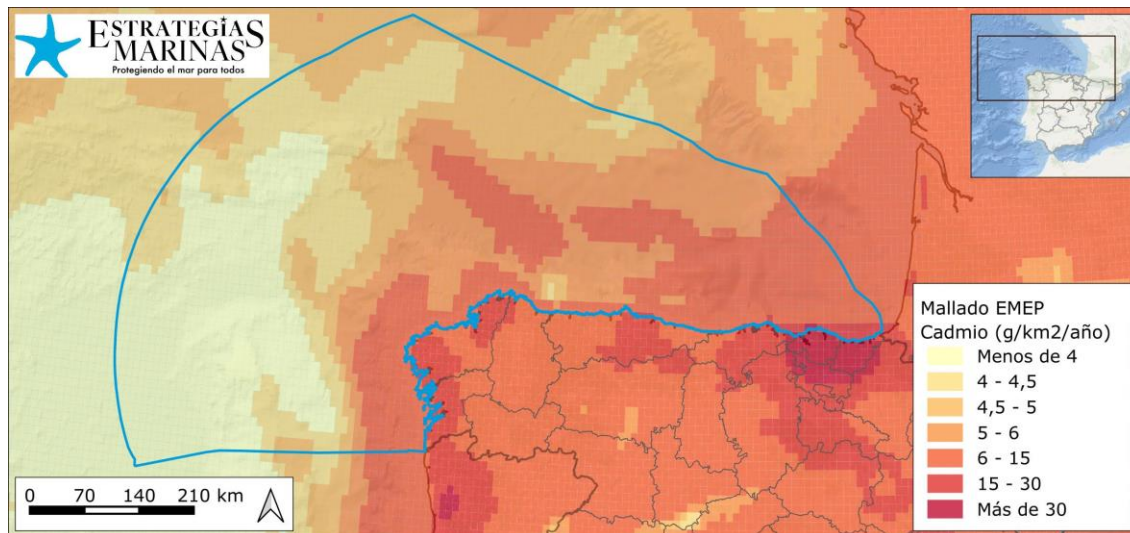 ESTRATEGIAS
MARINAS
Protegiendo el mar para todos
Mallado EMEP
Cadmio (g/km2/año)
Menos de 4
4 - 4,5
4,5 - 5
5 - 6
6 - 15
15 - 30
Más de 30
0 70 140 210 km